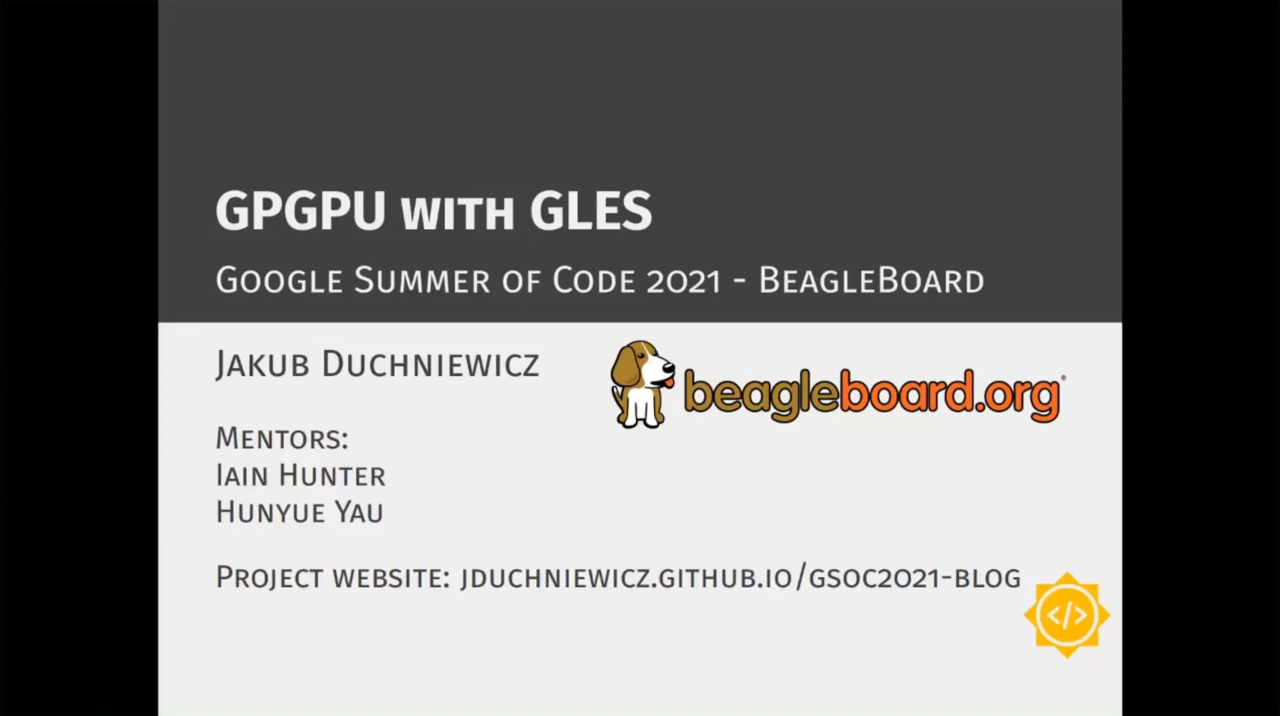 GPGPU with GLES
Google Summer of Code 2021 - BeagleBoard
Jakub Duchniewicz
beagleboard.org®
Mentors:
Iain Hunter
Hunyue Yau
Project website: jduchniewicz.github.io/gsoc2021-blog
</>